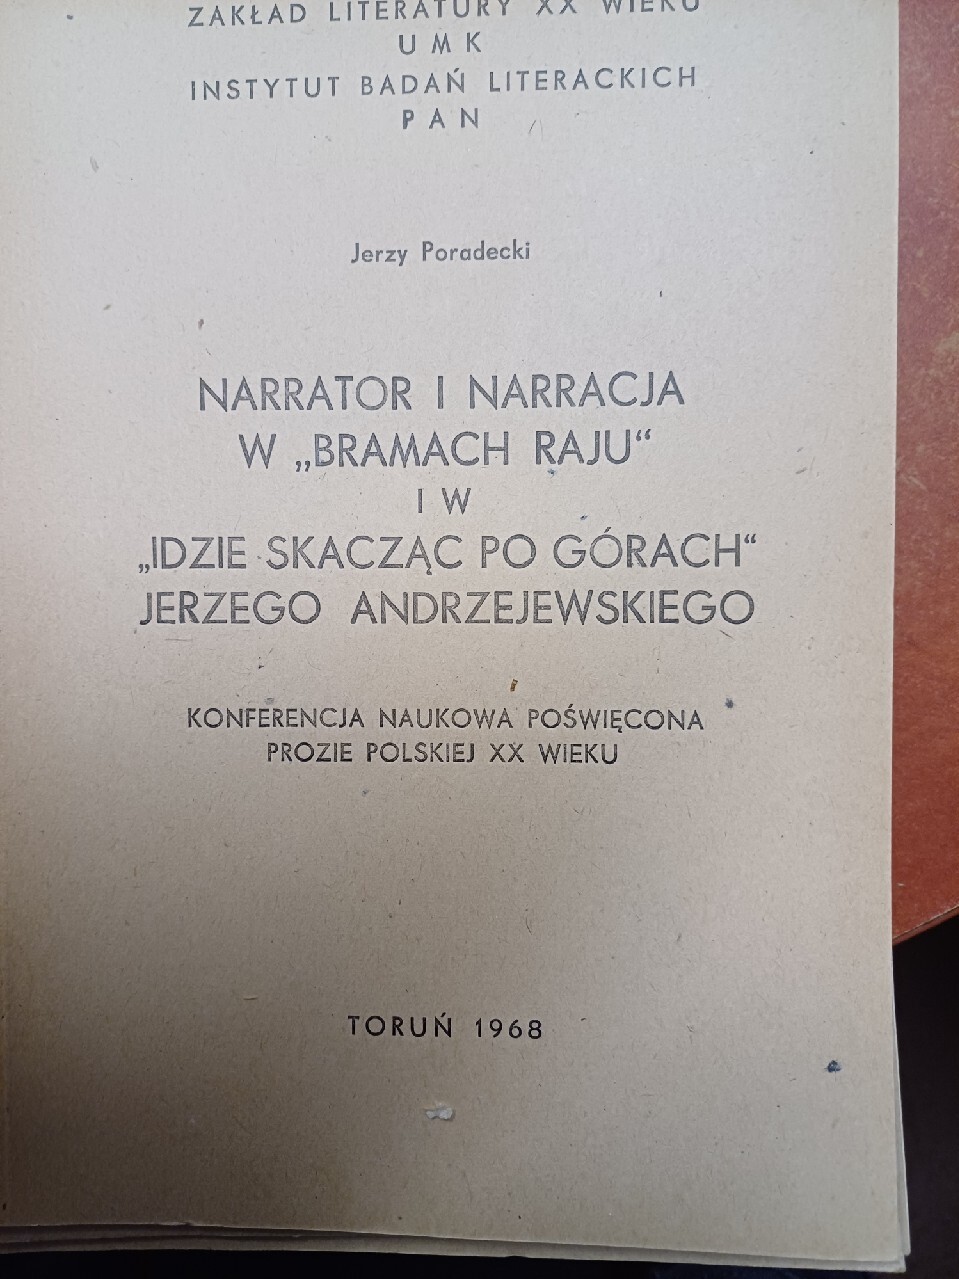 ZAKŁAD LITERATURY XX WIEKU
UMK
INSTYTUT BADAŃ LITERACKICH
PAN
Jerzy Poradecki
NARRATOR I NARRACJA
W „BRAMACH RAJU“
I W
„IDZIE SKACZĄC PO GÓRACH“
JERZEGO ANDRZEJEWSKIEGO
KONFERENCJA NAUKOWA POŚWIĘCONA
PROZIE POLSKIEJ XX WIEKU
TORUŃ 1968